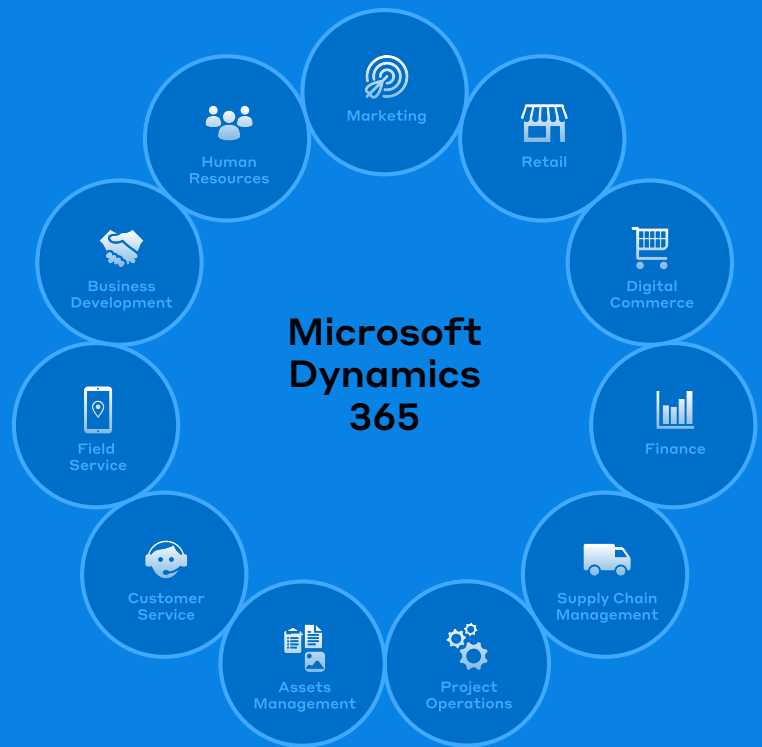 Marketing
Retail
Digital
Commerce
Finance
Supply Chain
Management
Project
Operations
Assets
Management
Customer
Service
Field
Service
Business
Development
Human
Resources
Microsoft
Dynamics
365